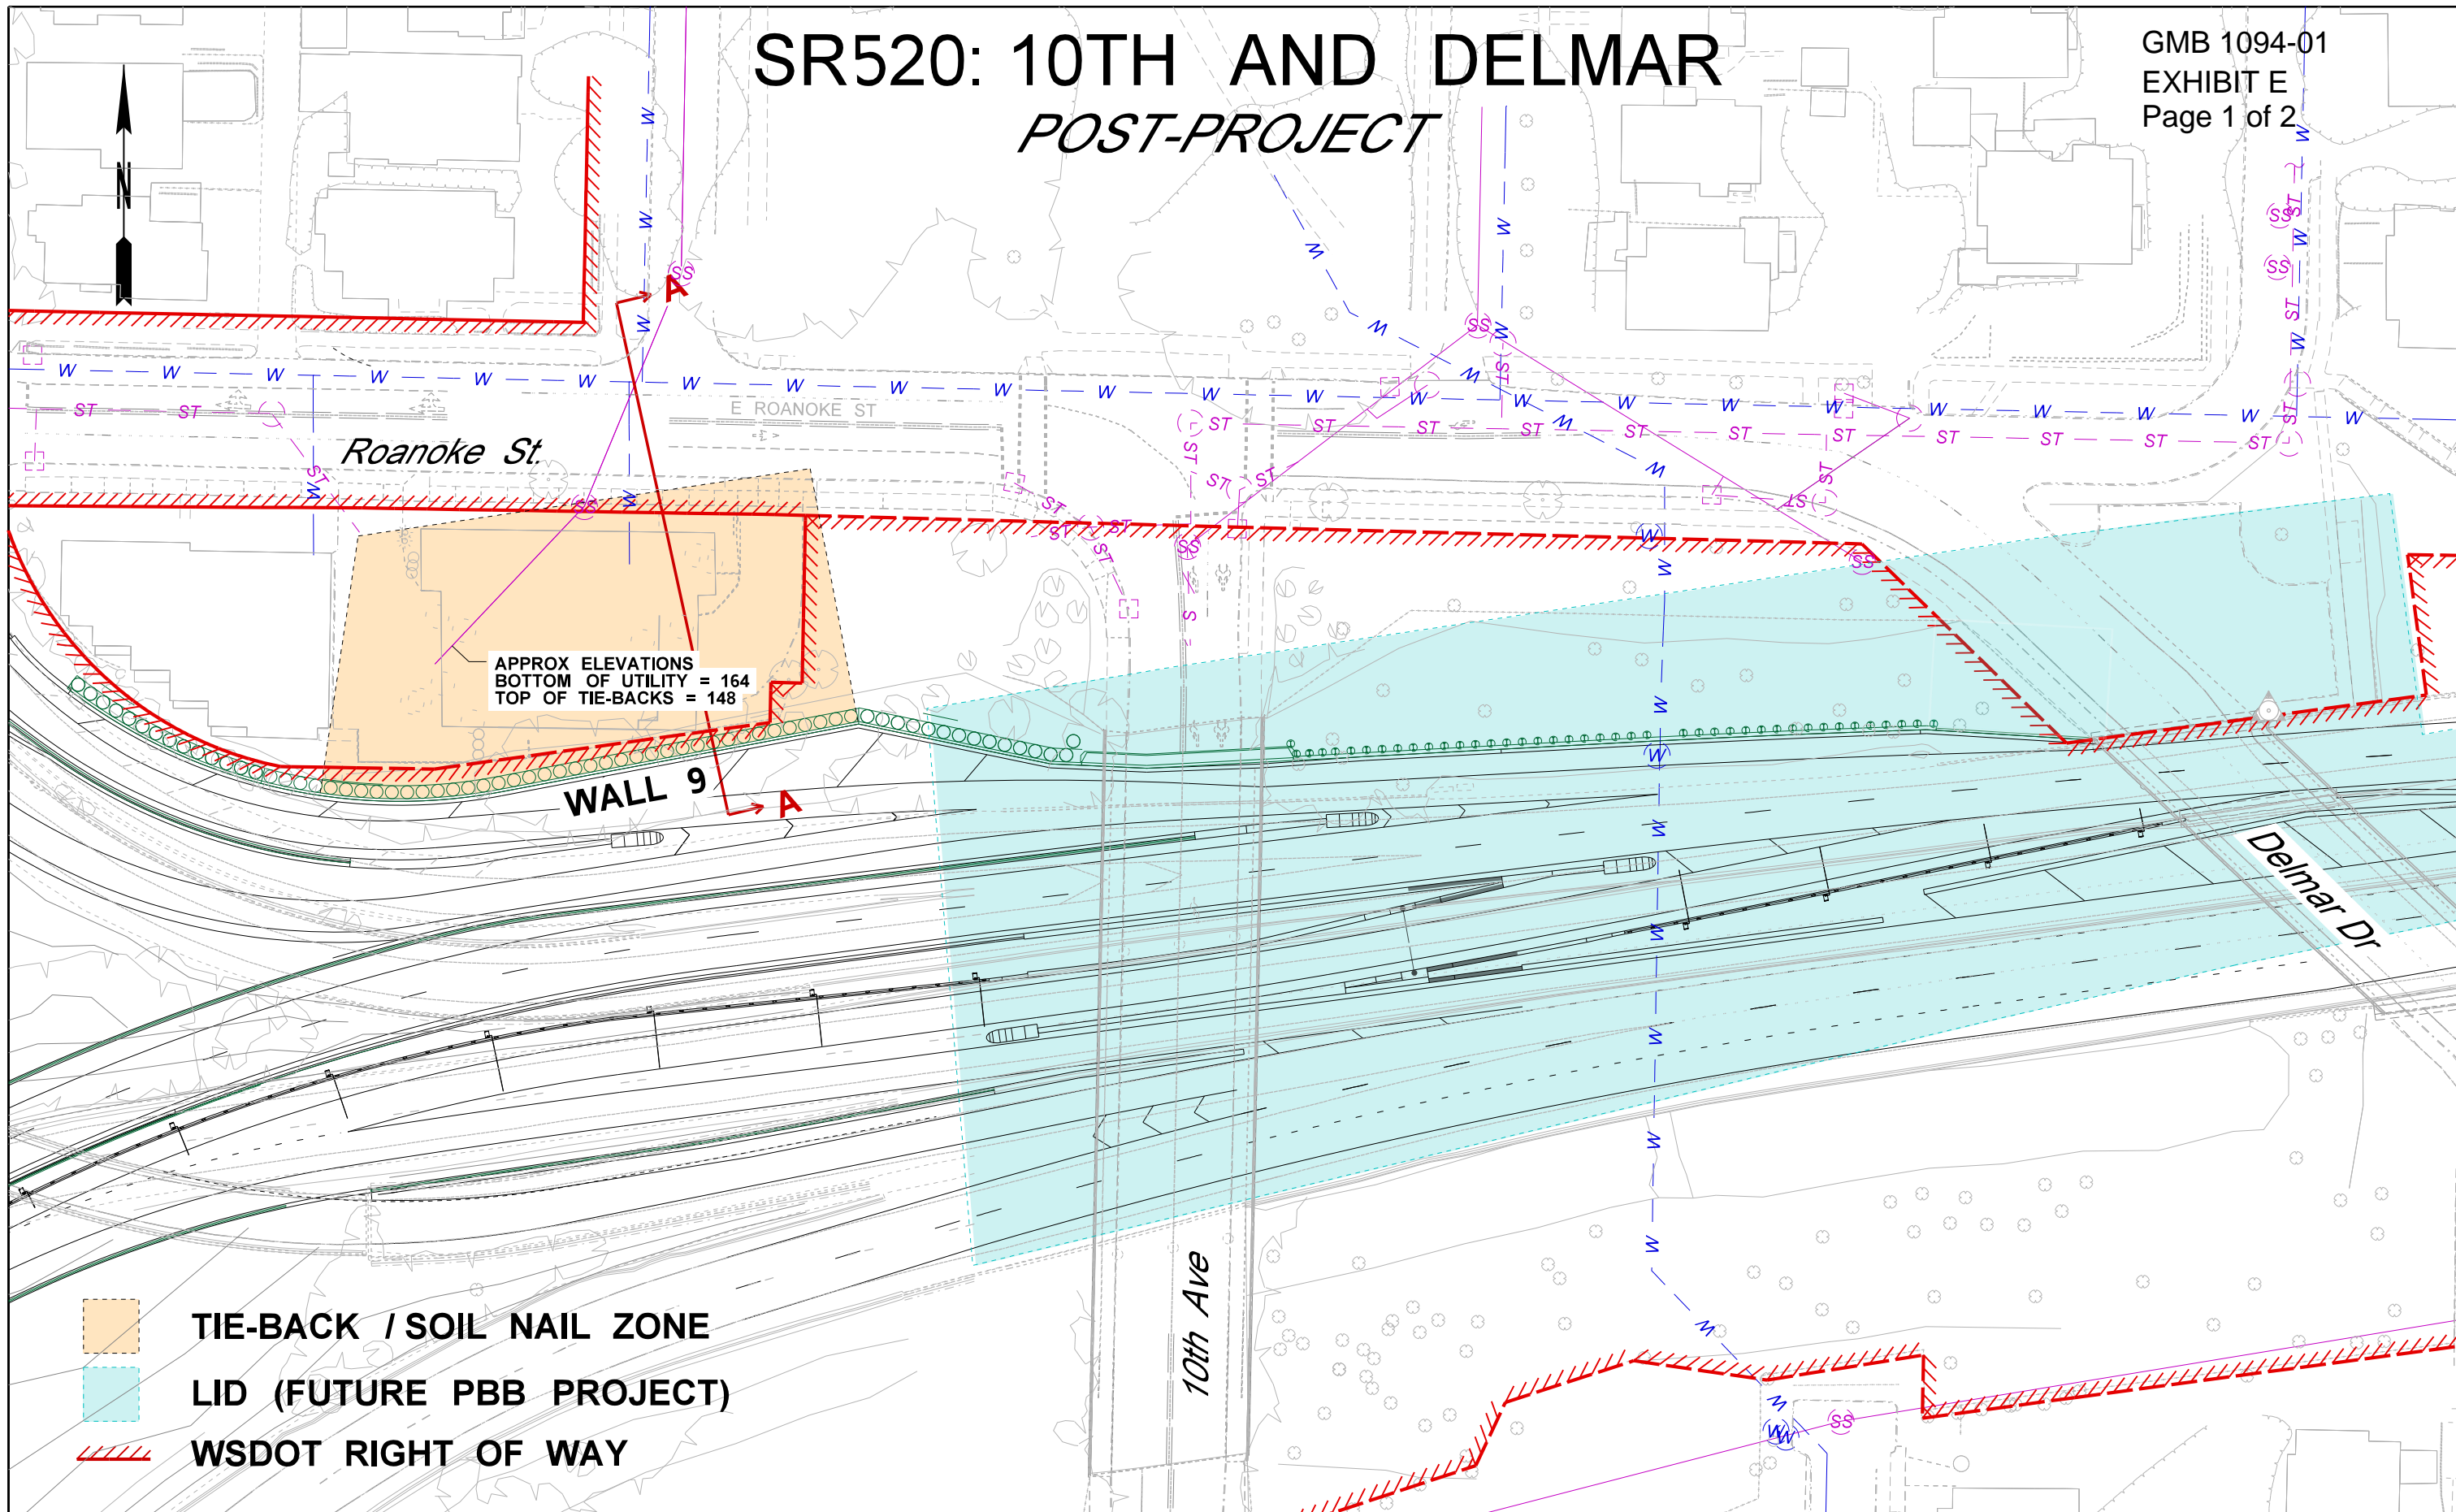 SR520: 10TH AND DELMAR
POST-PROJECT
GMB 1094-01
EXHIBIT E
Page 1 of 2
N
A
E ROANOKE ST
Roanoke St.
APPROX ELEVATIONS
BOTTOM OF UTILITY = 164
TOP OF TIE-BACKS = 148
WALL 9
A
Delmar Dr
10th Ave
TIE-BACK / SOIL NAIL ZONE
LID (FUTURE PBB PROJECT)
WSDOT RIGHT OF WAY